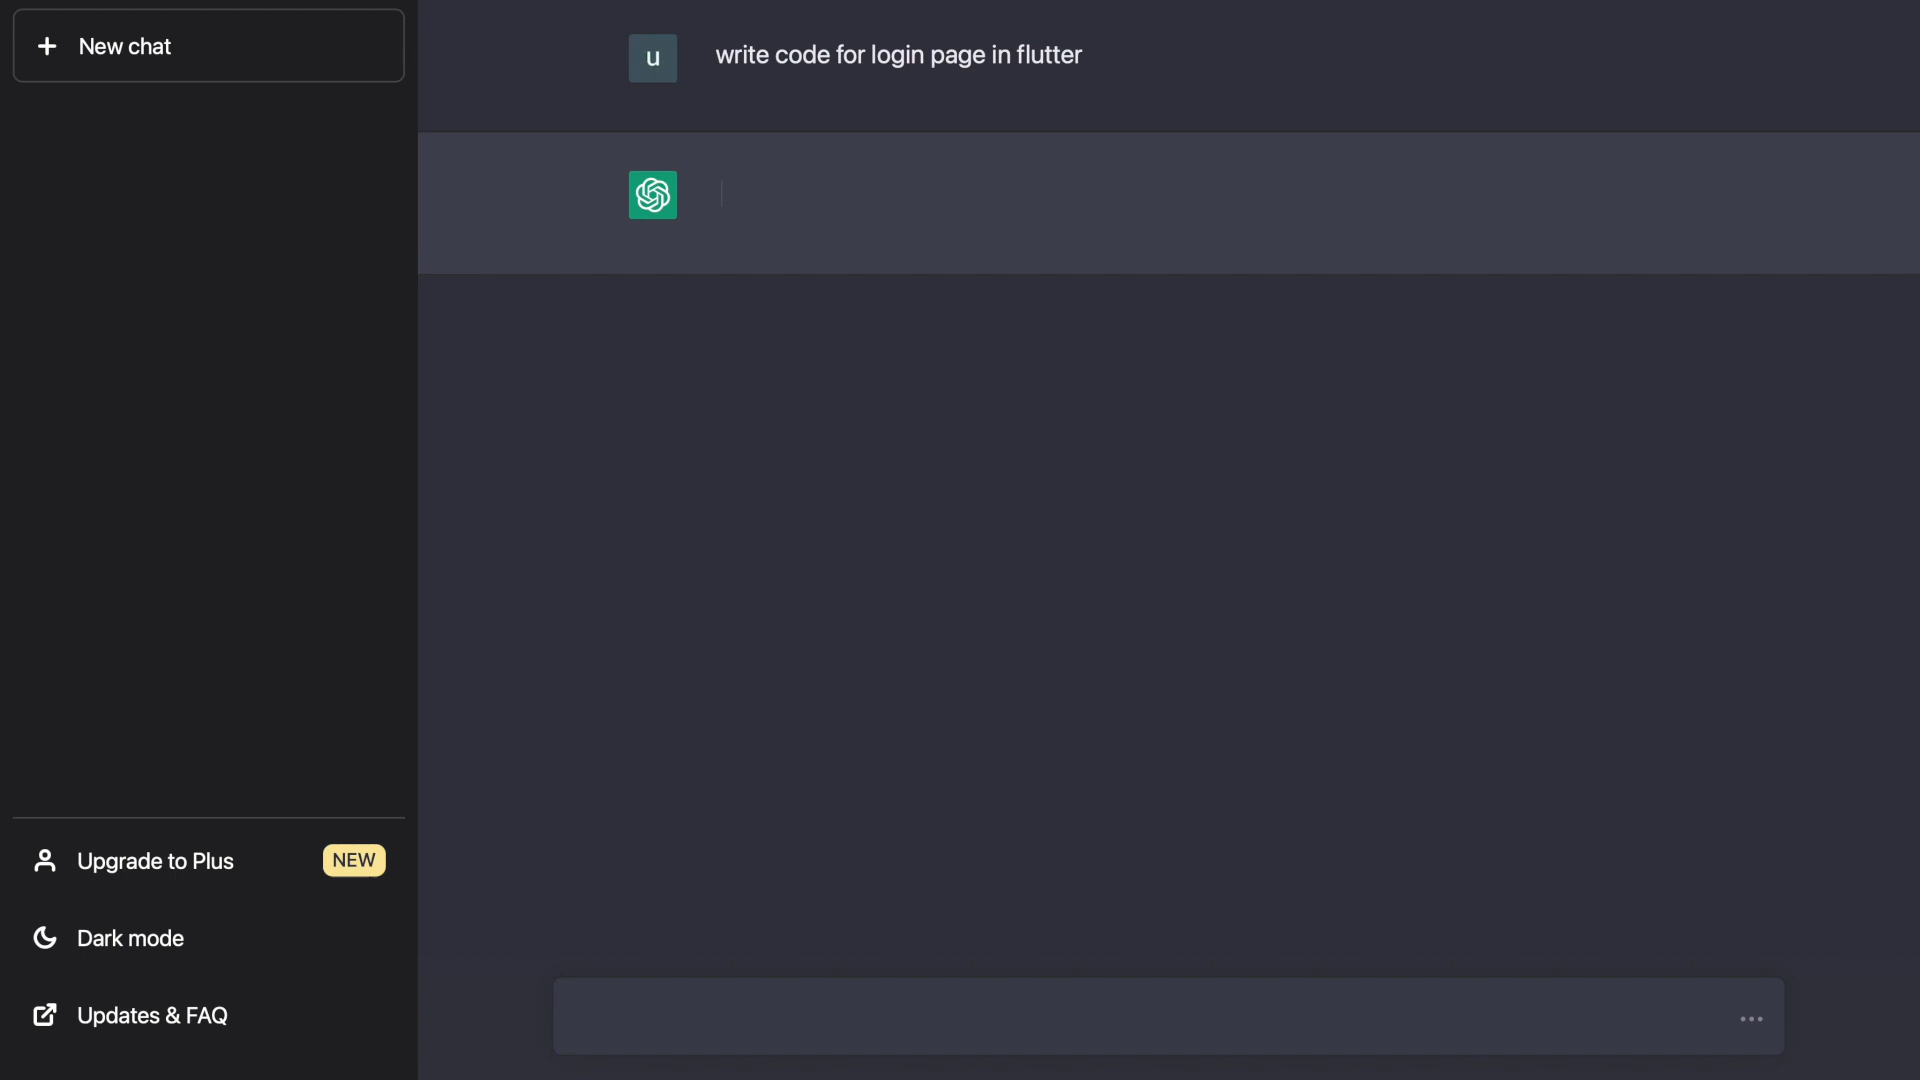 New chat
u
write code for login page in flutter
Upgrade to Plus
NEW
Dark mode
Updates & FAQ